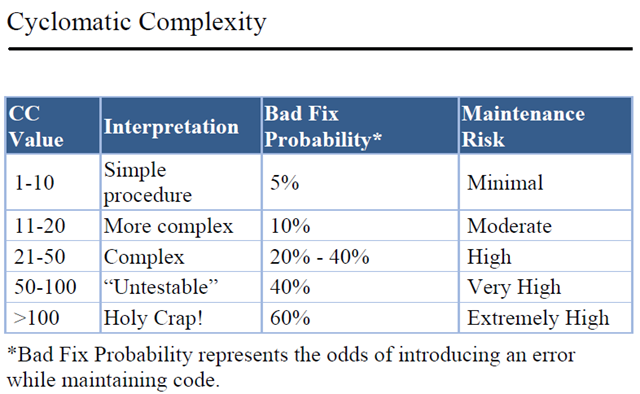 Cyclomatic Complexity
CC Value Interpretation Bad Fix Probability* Maintenance Risk
1-10 Simple procedure 5% Minimal
11-20 More complex 10% Moderate
21-50 Complex 20% - 40% High
50-100 “Untestable” 40% Very High
>100 Holy Crap! 60% Extremely High
*Bad Fix Probability represents the odds of introducing an error
while maintaining code.